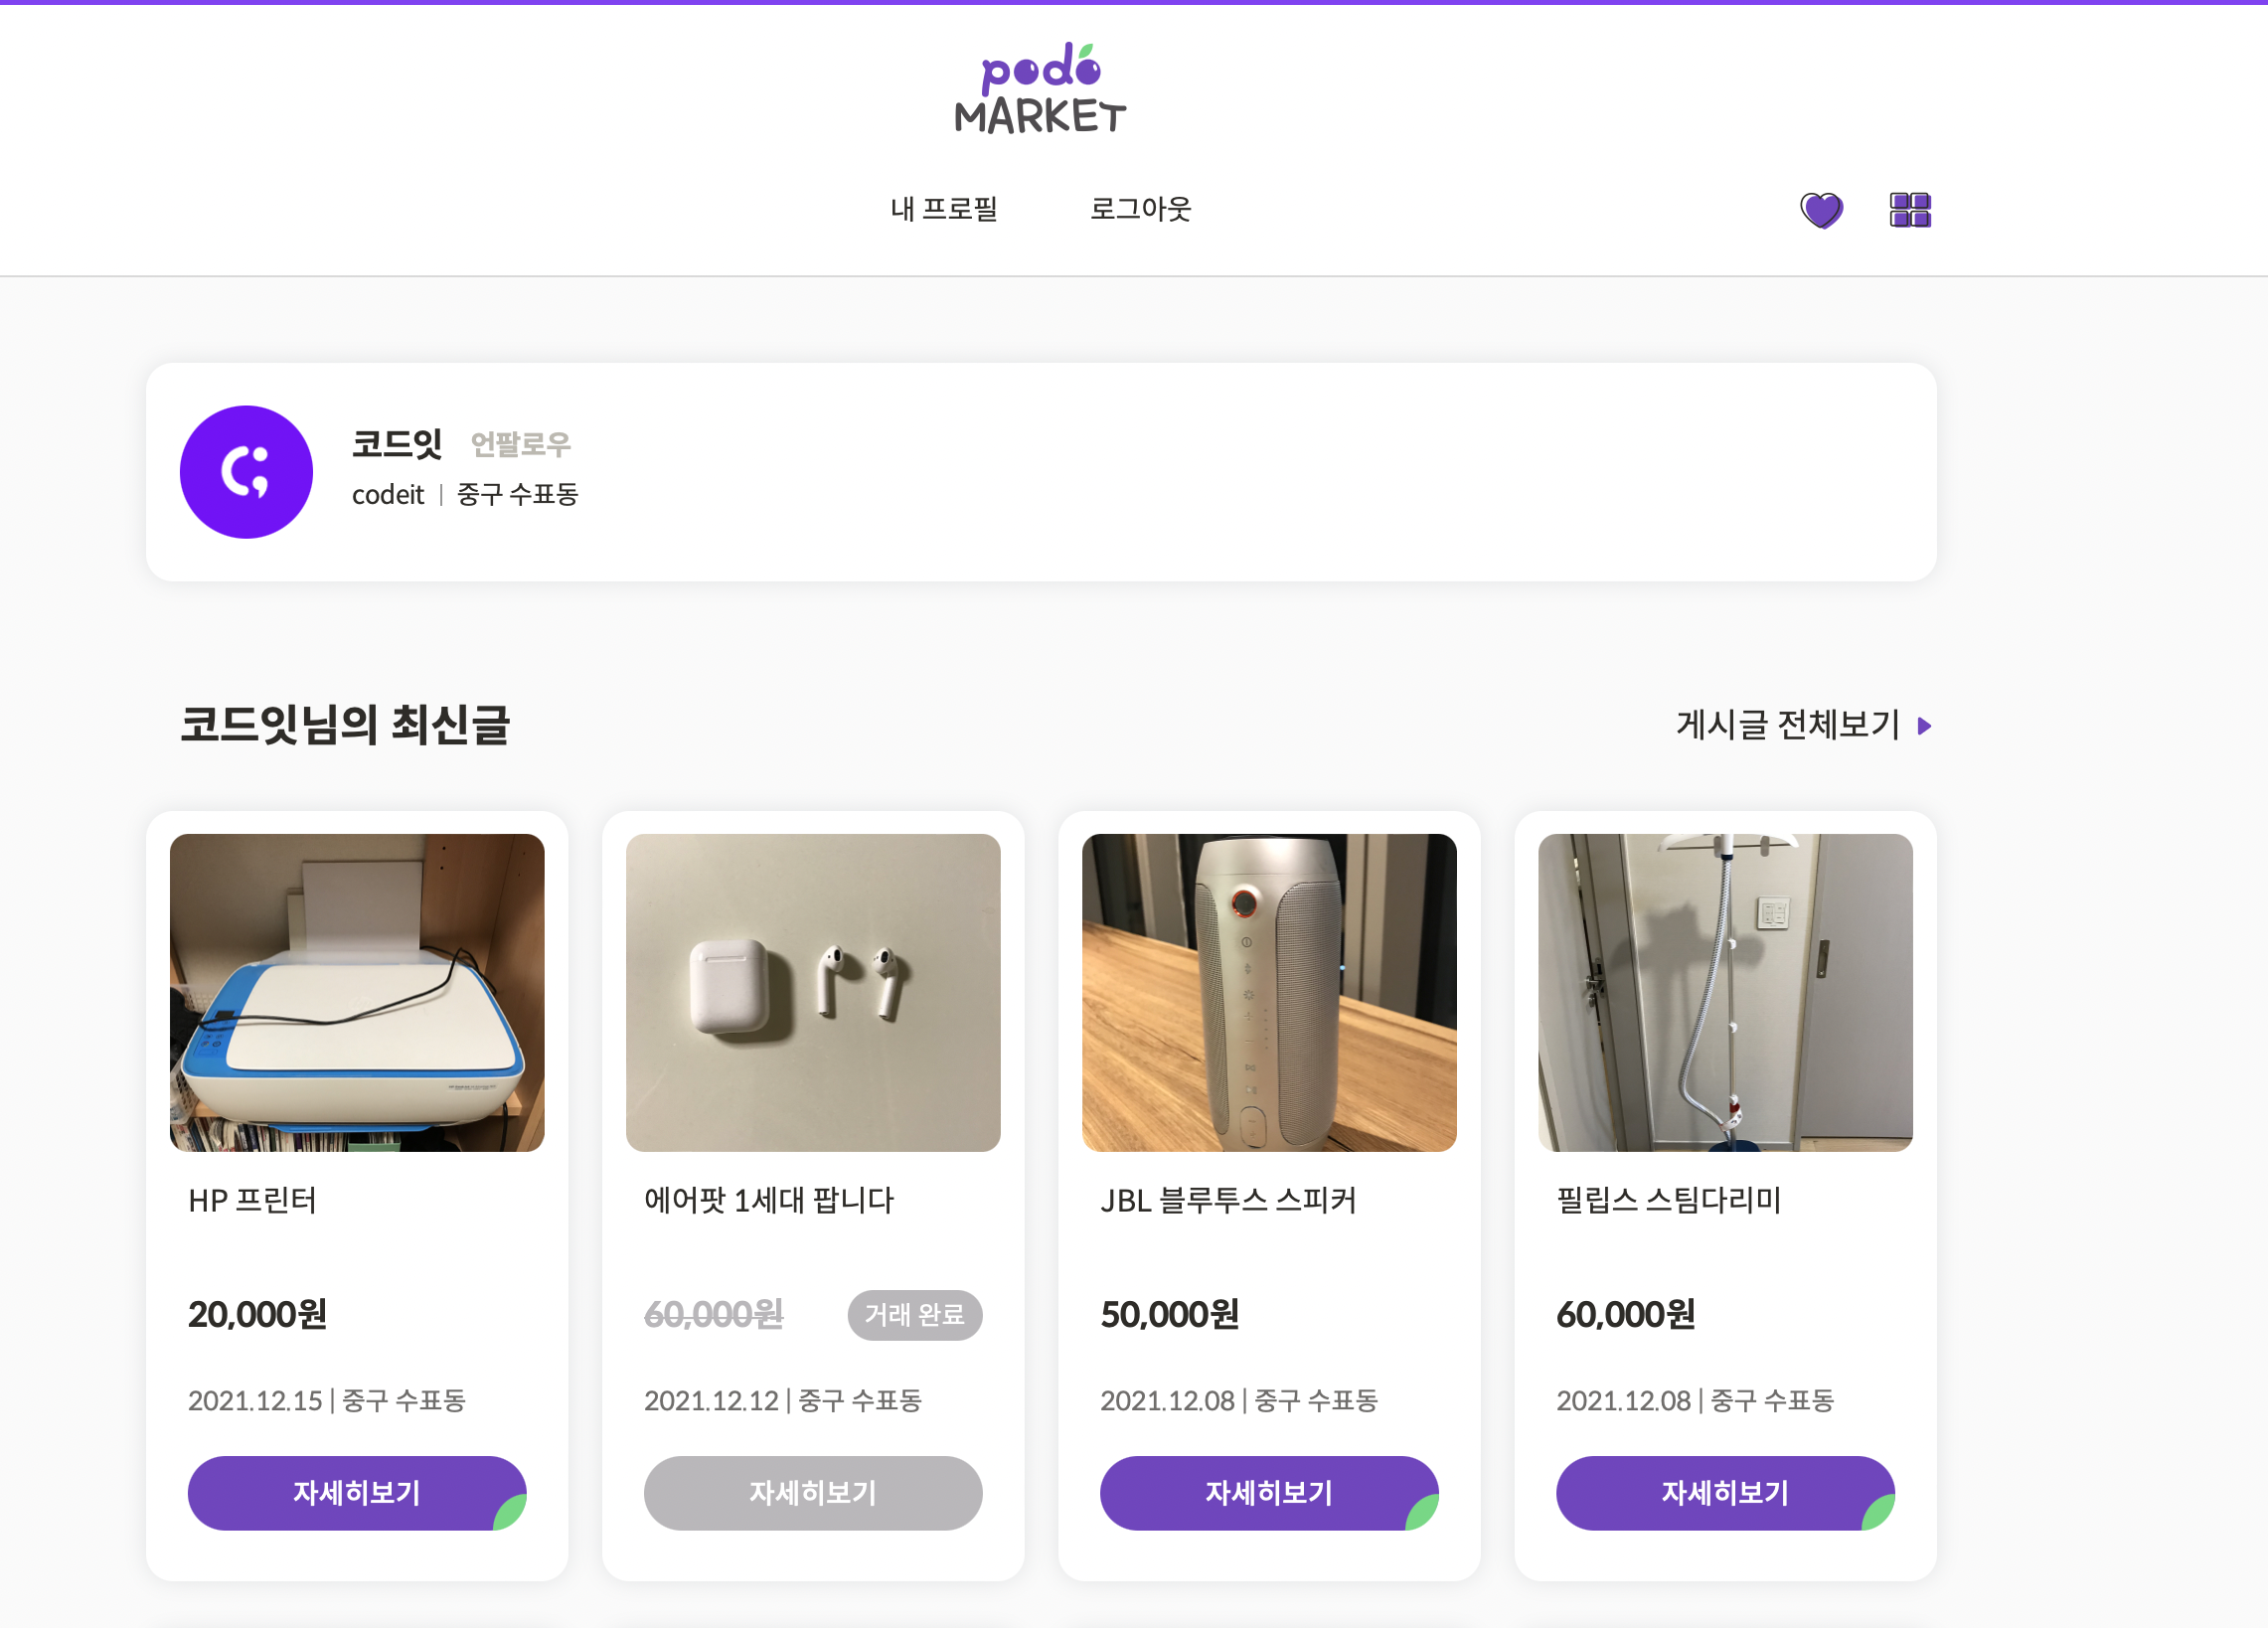 podo
MARKET
내 프로필
로그아웃
코드잇 언팔로우
codeit | 중구 수표동
코드잇님의 최신글
게시글 전체보기
HP 프린터
20,000원
2021.12.15 | 중구 수표동
자세히보기
에어팟 1세대 팝니다
60,000원 거래 완료
2021.12.12 | 중구 수표동
자세히보기
JBL 블루투스 스피커
50,000원
2021.12.08 | 중구 수표동
자세히보기
필립스 스팀다리미
60,000원
2021.12.08 | 중구 수표동
자세히보기